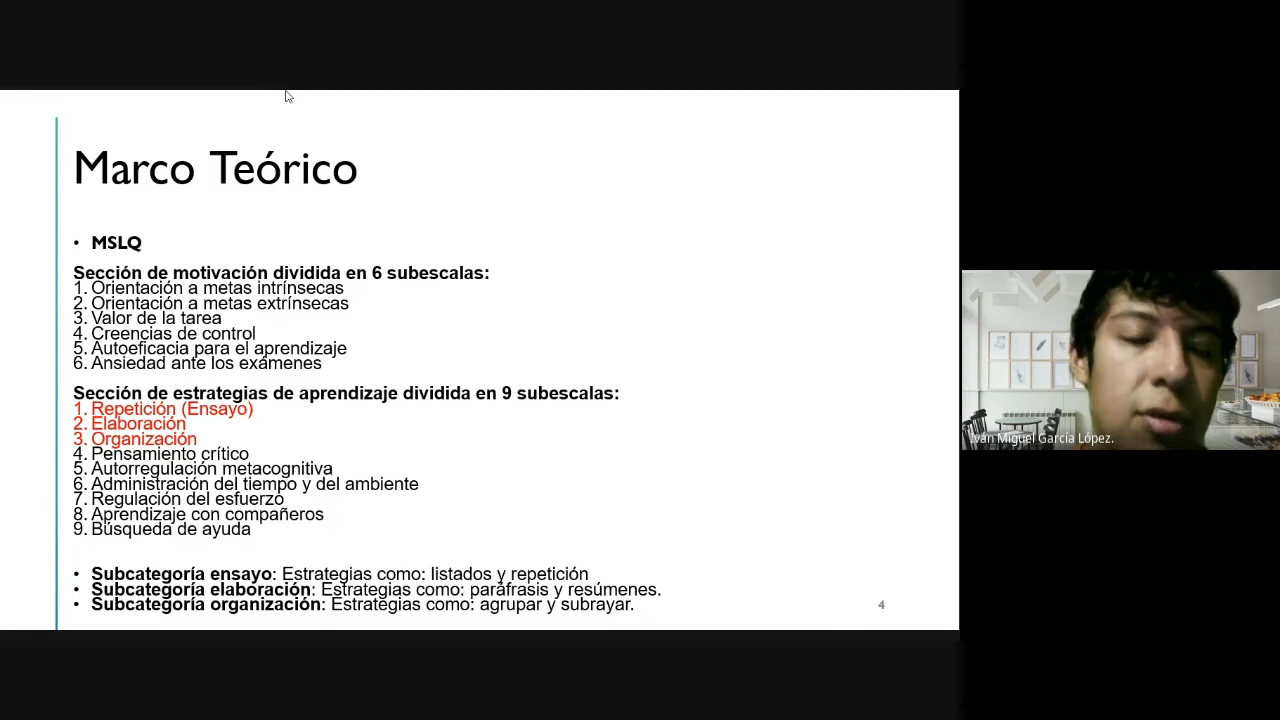 Marco Teórico
• MSLQ
Sección de motivación dividida en 6 subescalas:
1. Orientación a metas intrínsecas
2. Orientación a metas extrínsecas
3. Valor de la tarea
4. Creencias de control
5. Autoeficacia para el aprendizaje
6. Ansiedad ante los exámenes
Sección de estrategias de aprendizaje dividida en 9 subescalas:
1. Repetición (Ensayo)
2. Elaboración
3. Organización
4. Pensamiento crítico
5. Autorregulación metacognitiva
6. Administración del tiempo y del ambiente
7. Regulación del esfuerzo
8. Aprendizaje con compañeros
9. Búsqueda de ayuda
• Subcategoría ensayo: Estrategias como: listados y repetición
• Subcategoría elaboración: Estrategias como: paráfrasis y resúmenes.
• Subcategoría organización: Estrategias como: agrupar y subrayar.
4
Ivan Miguel García López.